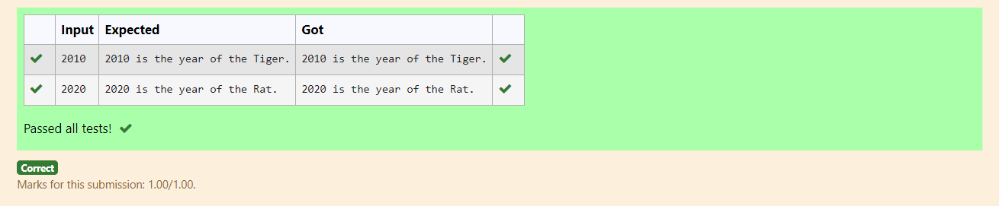 Input Expected Got
2010 2010 is the year of the Tiger. 2010 is the year of the Tiger.
2020 2020 is the year of the Rat. 2020 is the year of the Rat.
Passed all tests!
Correct
Marks for this submission: 1.00/1.00.